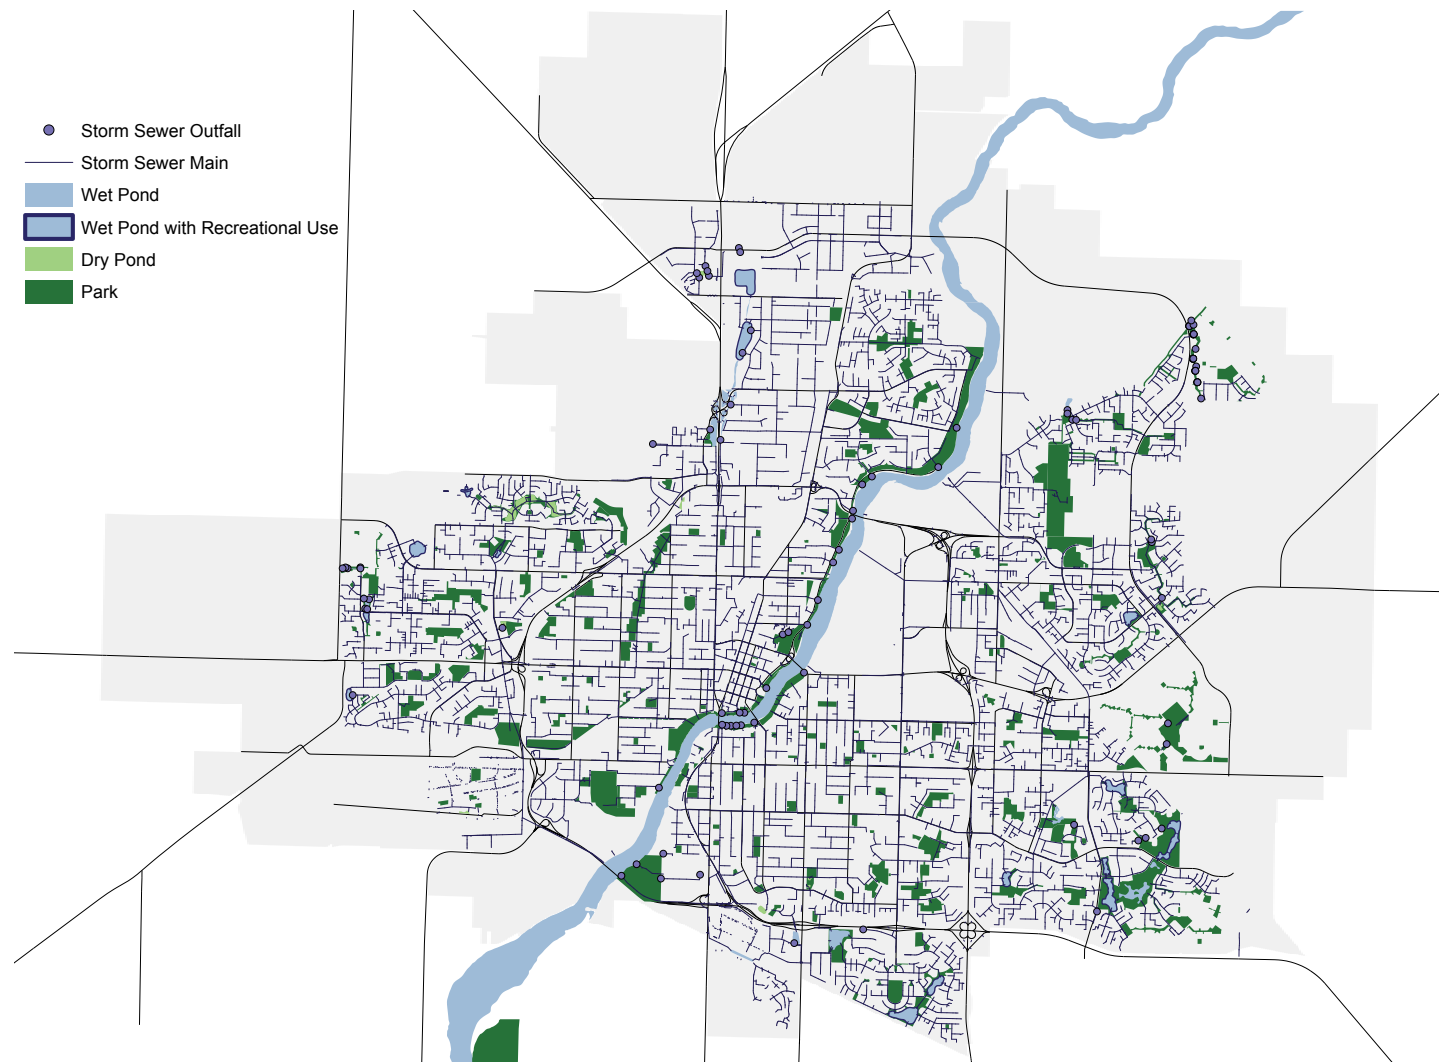 Storm Sewer Outfall
Storm Sewer Main
Wet Pond
Wet Pond with Recreational Use
Dry Pond
Park